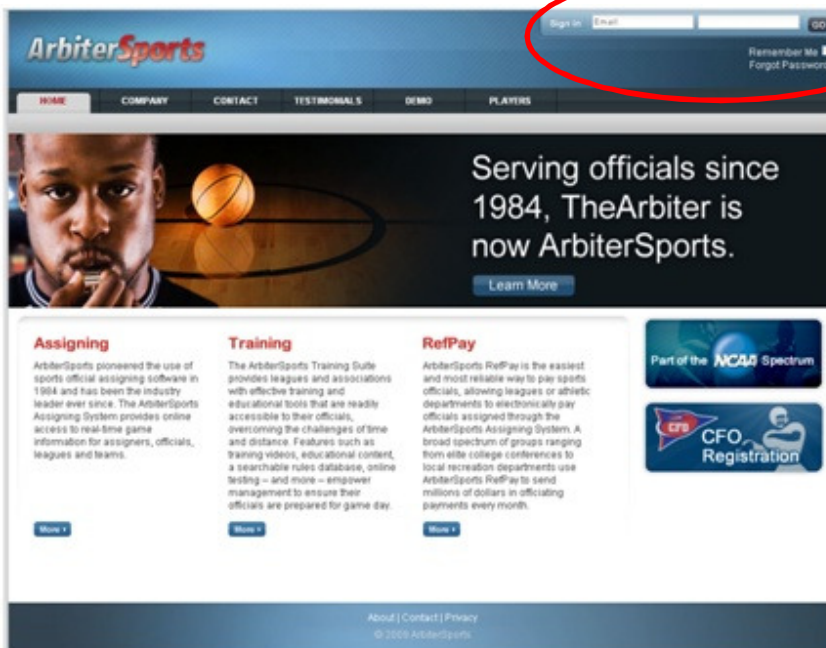 Sign in Email GO
ArbiterSports
Remember Me
Forgot Password
HOME COMPANY CONTACT TESTIMONIALS DEMO PLAYERS
Serving officials since
1984, TheArbiter is
now ArbiterSports.
Learn More
Assigning
ArbiterSports pioneered the use of
sports official assigning software in
1984 and has been the industry
leader ever since. The ArbiterSports
Assigning System provides online
access to real-time game
information for assigners, officials,
leagues and teams.
More
Training
The ArbiterSports Training Suite
provides leagues and associations
with effective training and
educational tools that are readily
accessible to their officials,
overcoming the challenges of time
and distance. Features such as
training videos, educational content,
a searchable rules database, online
testing – and more – empower
management to ensure their
officials are prepared for game day.
More
RefPay
ArbiterSports RefPay is the easiest
and most reliable way to pay sports
officials, allowing leagues or athletic
departments to electronically pay
officials assigned through the
ArbiterSports Assigning System. A
broad spectrum of groups ranging
from elite college conferences to
local recreation departments use
ArbiterSports RefPay to send
millions of dollars in officiating
payments every month.
More
Part of the NCAA Spectrum
CFO
CFO
Registration
About | Contact | Privacy
© 2009 ArbiterSports